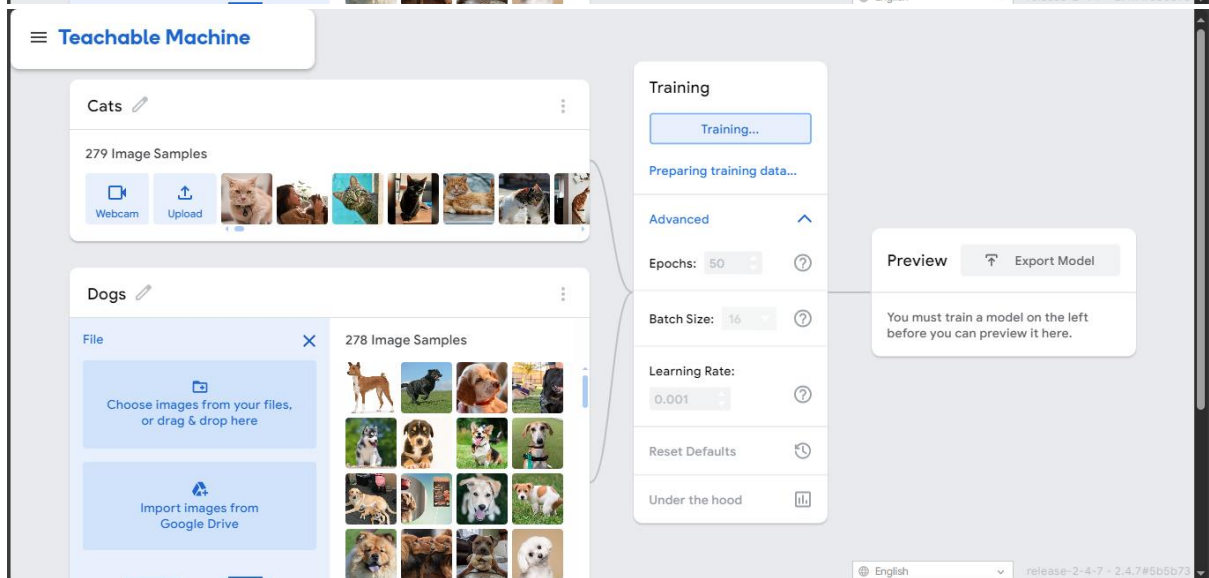 Teachable Machine
Cats
279 Image Samples
Webcam
Upload
Dogs
File
Choose images from your files,
or drag & drop here
Import images from
Google Drive
278 Image Samples
Training
Training...
Preparing training data...
Advanced
Epochs: 50
Batch Size: 16
Learning Rate:
0.001
Reset Defaults
Under the hood
Preview
Export Model
You must train a model on the left
before you can preview it here.
English
release-2-4-7 - 2.4.7#5b5b73